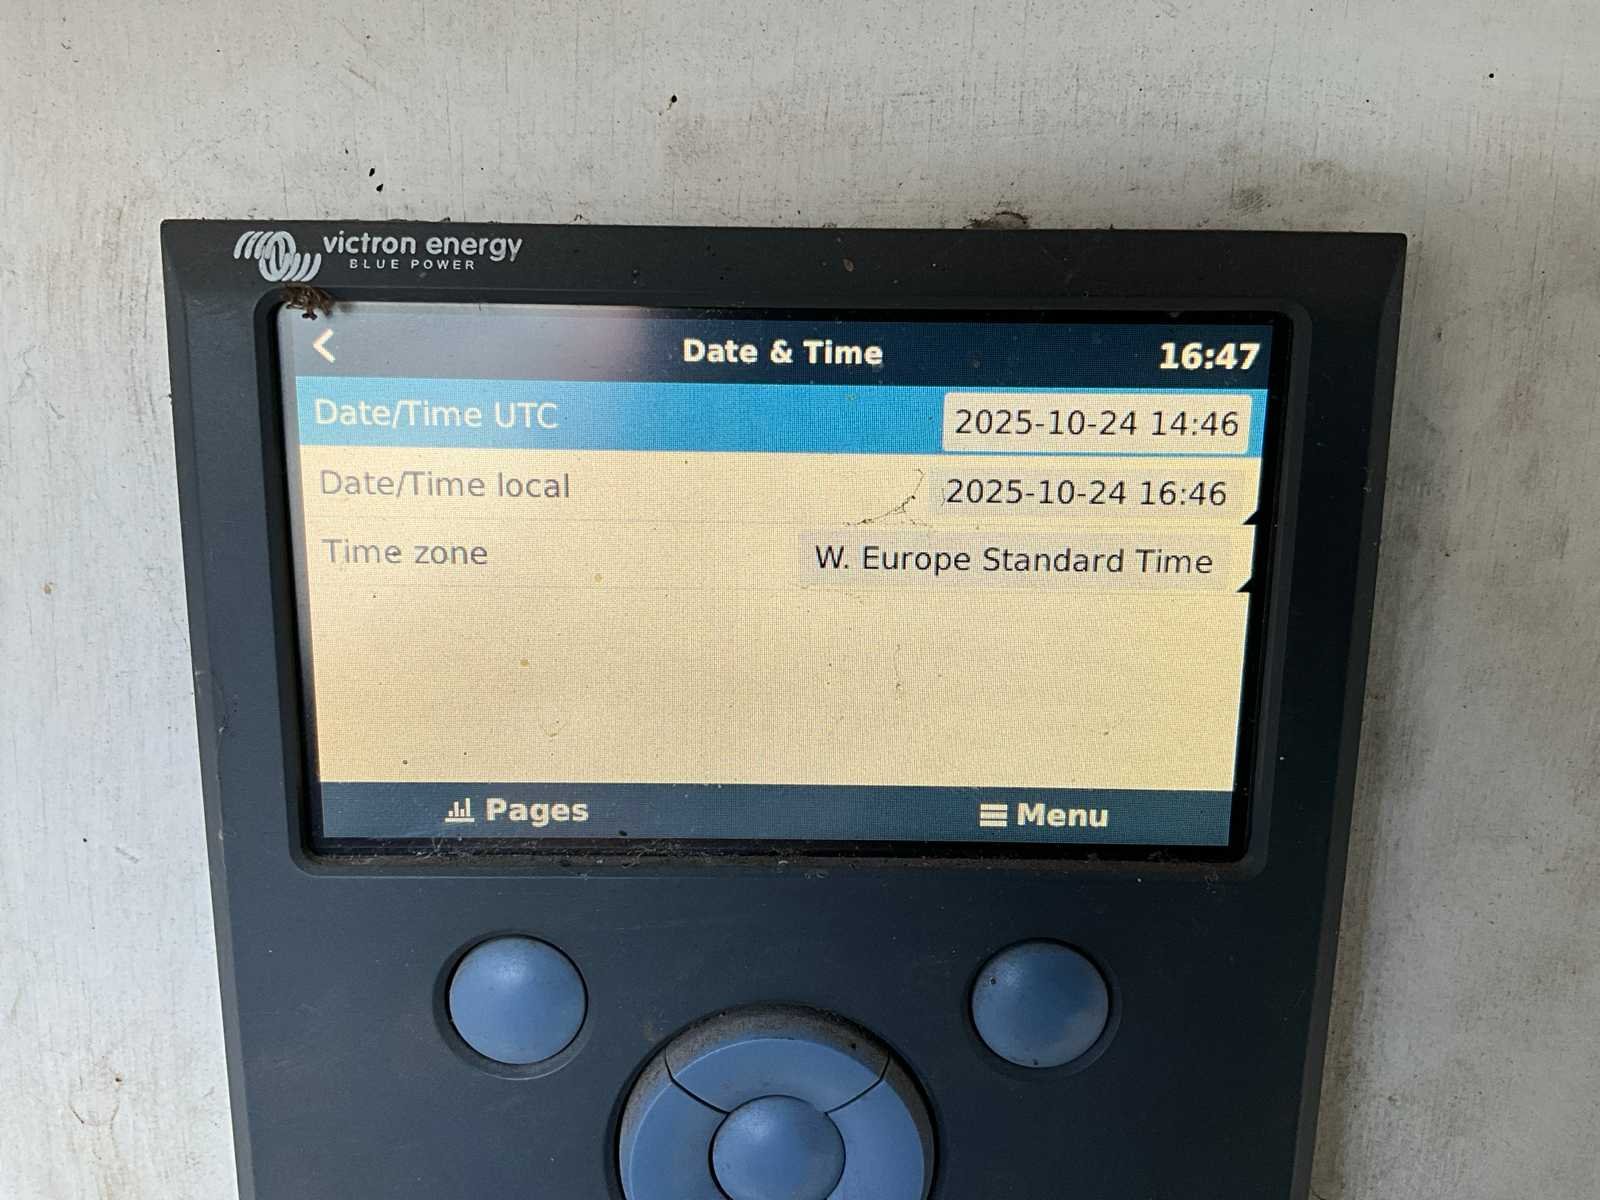 victron energy
BLUE POWER
Date & Time 16:47
Date/Time UTC 2025-10-24 14:46
Date/Time local 2025-10-24 16:46
Time zone W. Europe Standard Time
Pages Menu